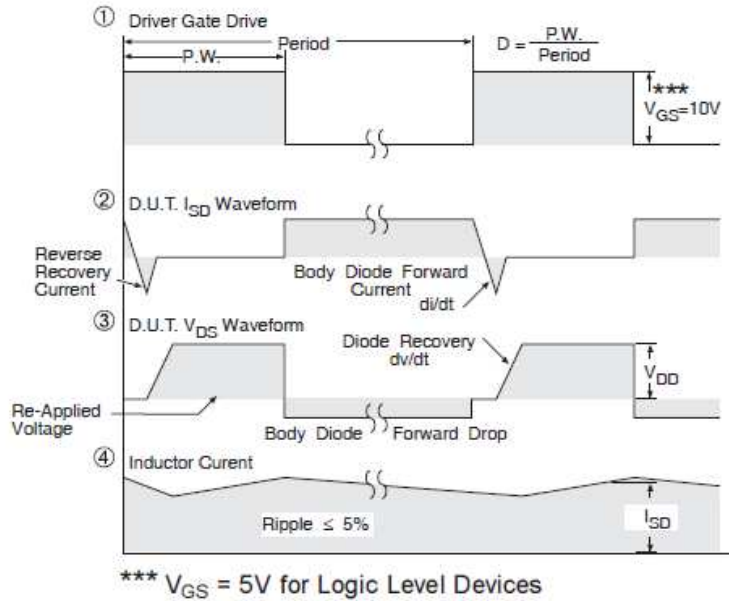 ① Driver Gate Drive
Period
P.W.
D = P.W.
Period
***
VGS=10V
② D.U.T. ISD Waveform
Reverse
Recovery
Current
Body Diode Forward
Current
di/dt
③ D.U.T. VDS Waveform
Diode Recovery
dv/dt
VDD
Re-Applied
Voltage
Body Diode Forward Drop
④ Inductor Curent
Ripple ≤ 5%
ISD
*** VGS = 5V for Logic Level Devices